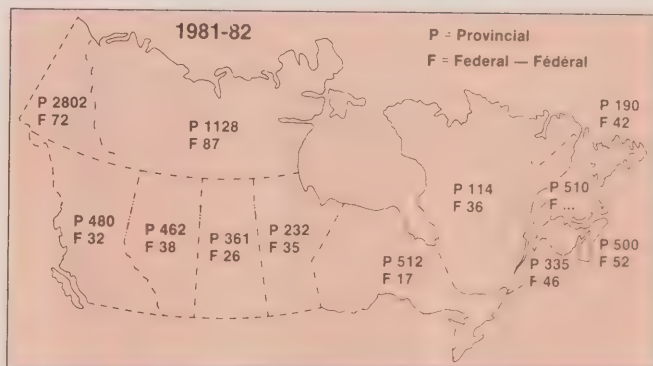 1981-82
P = Provincial
F = Federal — Fédéral
P 2802
F 72
P 1128
F 87
P 190
F 42
P 114
F 36
P 510
F ...
P 480
F 32
P 462
F 38
P 361
F 26
P 232
F 35
P 512
F 17
P 335
F 46
P 500
F 52